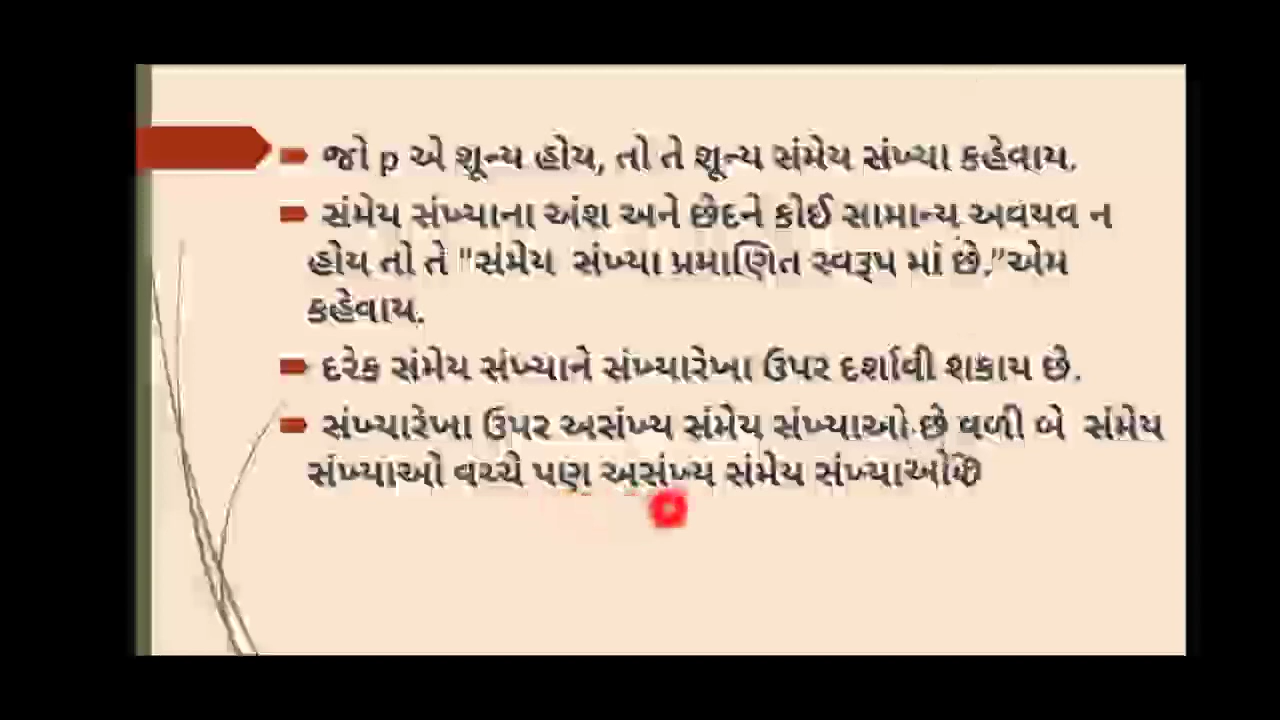 જો p એ શૂન્ય હોય, તો તે શૂન્ય સંમેય સંખ્યા કહેવાય.
સંમેય સંખ્યાના અંશ અને છેદને કોઈ સામાન્ય અવયવ ન
હોય તો તે "સંમેય સંખ્યા પ્રમાણિત સ્વરૂપ માં છે."એમ
કહેવાય.
દરેક સંમેય સંખ્યાને સંખ્યારેખા ઉપર દર્શાવી શકાય છે.
સંખ્યારેખા ઉપર અસંખ્ય સંમેય સંખ્યાઓ છે વળી બે સંમેય
સંખ્યાઓ વચ્ચે પણ અસંખ્ય સંમેય સંખ્યાઓ